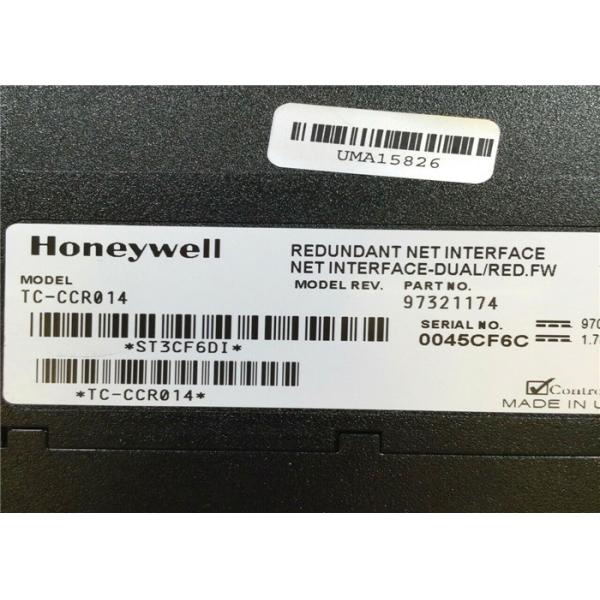 UMA15826
Honeywell
REDUNDANT NET INTERFACE
NET INTERFACE-DUAL/RED.FW
MODEL
MODEL REV. PART NO.
TC-CCR014
97321174
SERIAL NO.
0045CF6C
*ST3CF6DI*
*TC-CCR014*
MADE IN